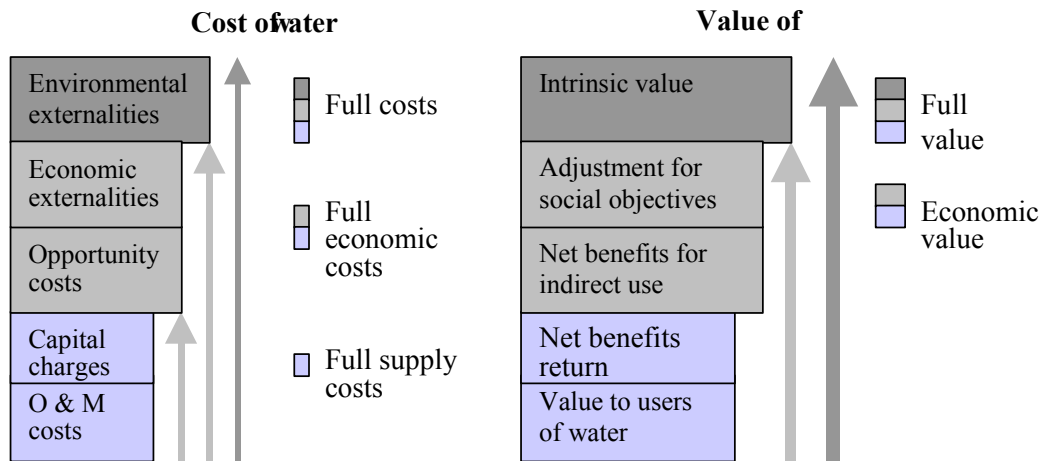 Cost of water
Environmental
externalities
Economic
externalities
Opportunity
costs
Capital
charges
O & M
costs
Full costs
Full
economic
costs
Full supply
costs
Value of
Intrinsic value
Adjustment for
social objectives
Net benefits for
indirect use
Net benefits
return
Value to users
of water
Full
value
Economic
value